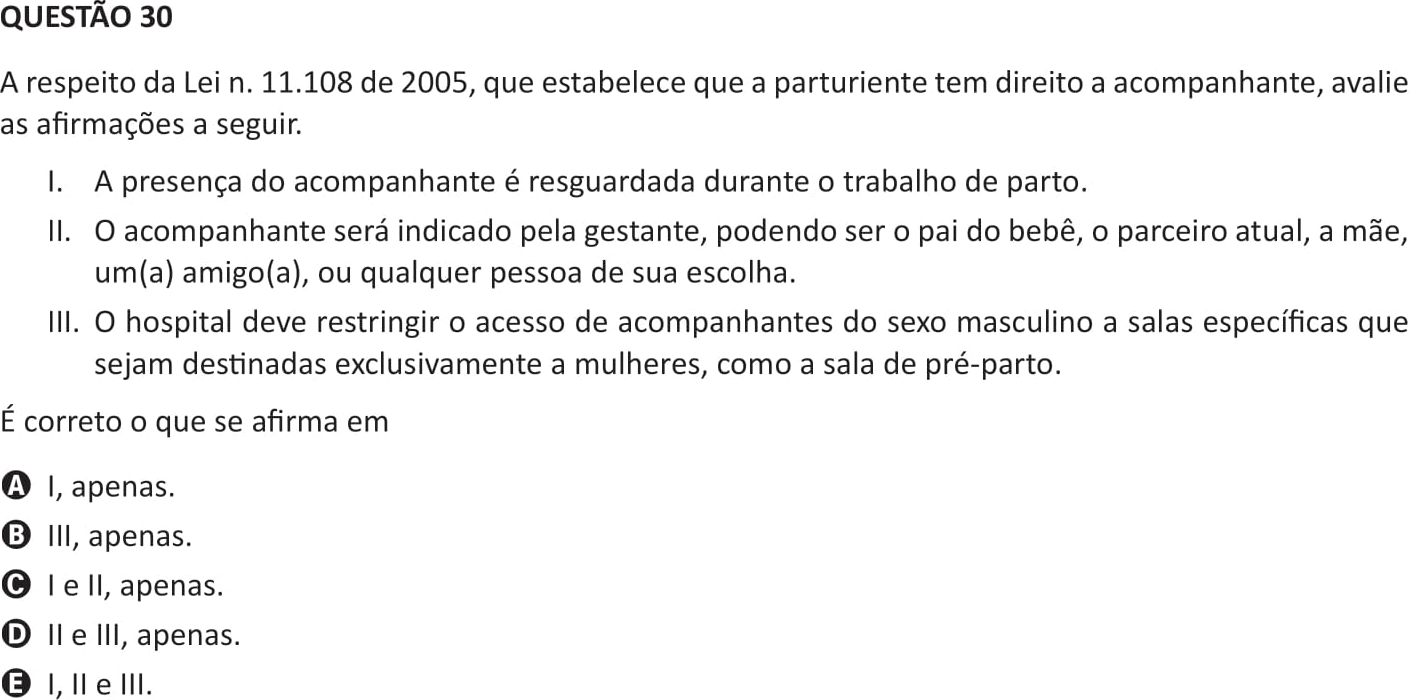 QUESTÃO 30
A respeito da Lei n. 11.108 de 2005, que estabelece que a parturiente tem direito a acompanhante, avalie
as afirmações a seguir.
I. A presença do acompanhante é resguardada durante o trabalho de parto.
II. O acompanhante será indicado pela gestante, podendo ser o pai do bebê, o parceiro atual, a mãe,
um(a) amigo(a), ou qualquer pessoa de sua escolha.
III. O hospital deve restringir o acesso de acompanhantes do sexo masculino a salas específicas que
sejam destinadas exclusivamente a mulheres, como a sala de pré-parto.
É correto o que se afirma em
A I, apenas.
B III, apenas.
C I e II, apenas.
D II e III, apenas.
E I, II e III.